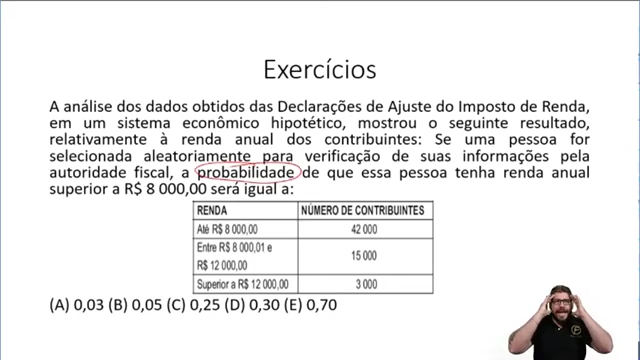 Exercícios
A análise dos dados obtidos das Declarações de Ajuste do Imposto de Renda,
em um sistema econômico hipotético, mostrou o seguinte resultado,
relativamente à renda anual dos contribuintes: Se uma pessoa for
selecionada aleatoriamente para verificação de suas informações pela
autoridade fiscal, a probabilidade de que essa pessoa tenha renda anual
superior a R$ 8 000,00 será igual a:
RENDA NÚMERO DE CONTRIBUINTES
Até R$ 8 000,00 42 000
Entre R$ 8 000,01 e
R$ 12 000,00 15 000
Superior a R$ 12 000,00 3 000
(A) 0,03 (B) 0,05 (C) 0,25 (D) 0,30 (E) 0,70